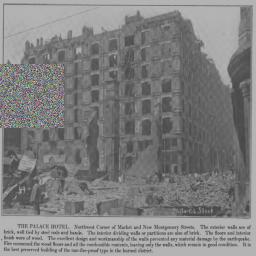 THE PALACE HOTEL. Northwest Corner of Market and New Montgomery Streets. The exterior walls are of
brick, well tied by steel rods and bands. The interior dividing walls or partitions are also of brick. The floors and interior
finish were of wood. The excellent design and workmanship of the walls prevented any material damage by the earthquake.
Fire consumed the wood floors and all the combustible contents, leaving only the walls, which remain in good condition. It is
the best preserved building of the non-fire-proof type in the burned district.